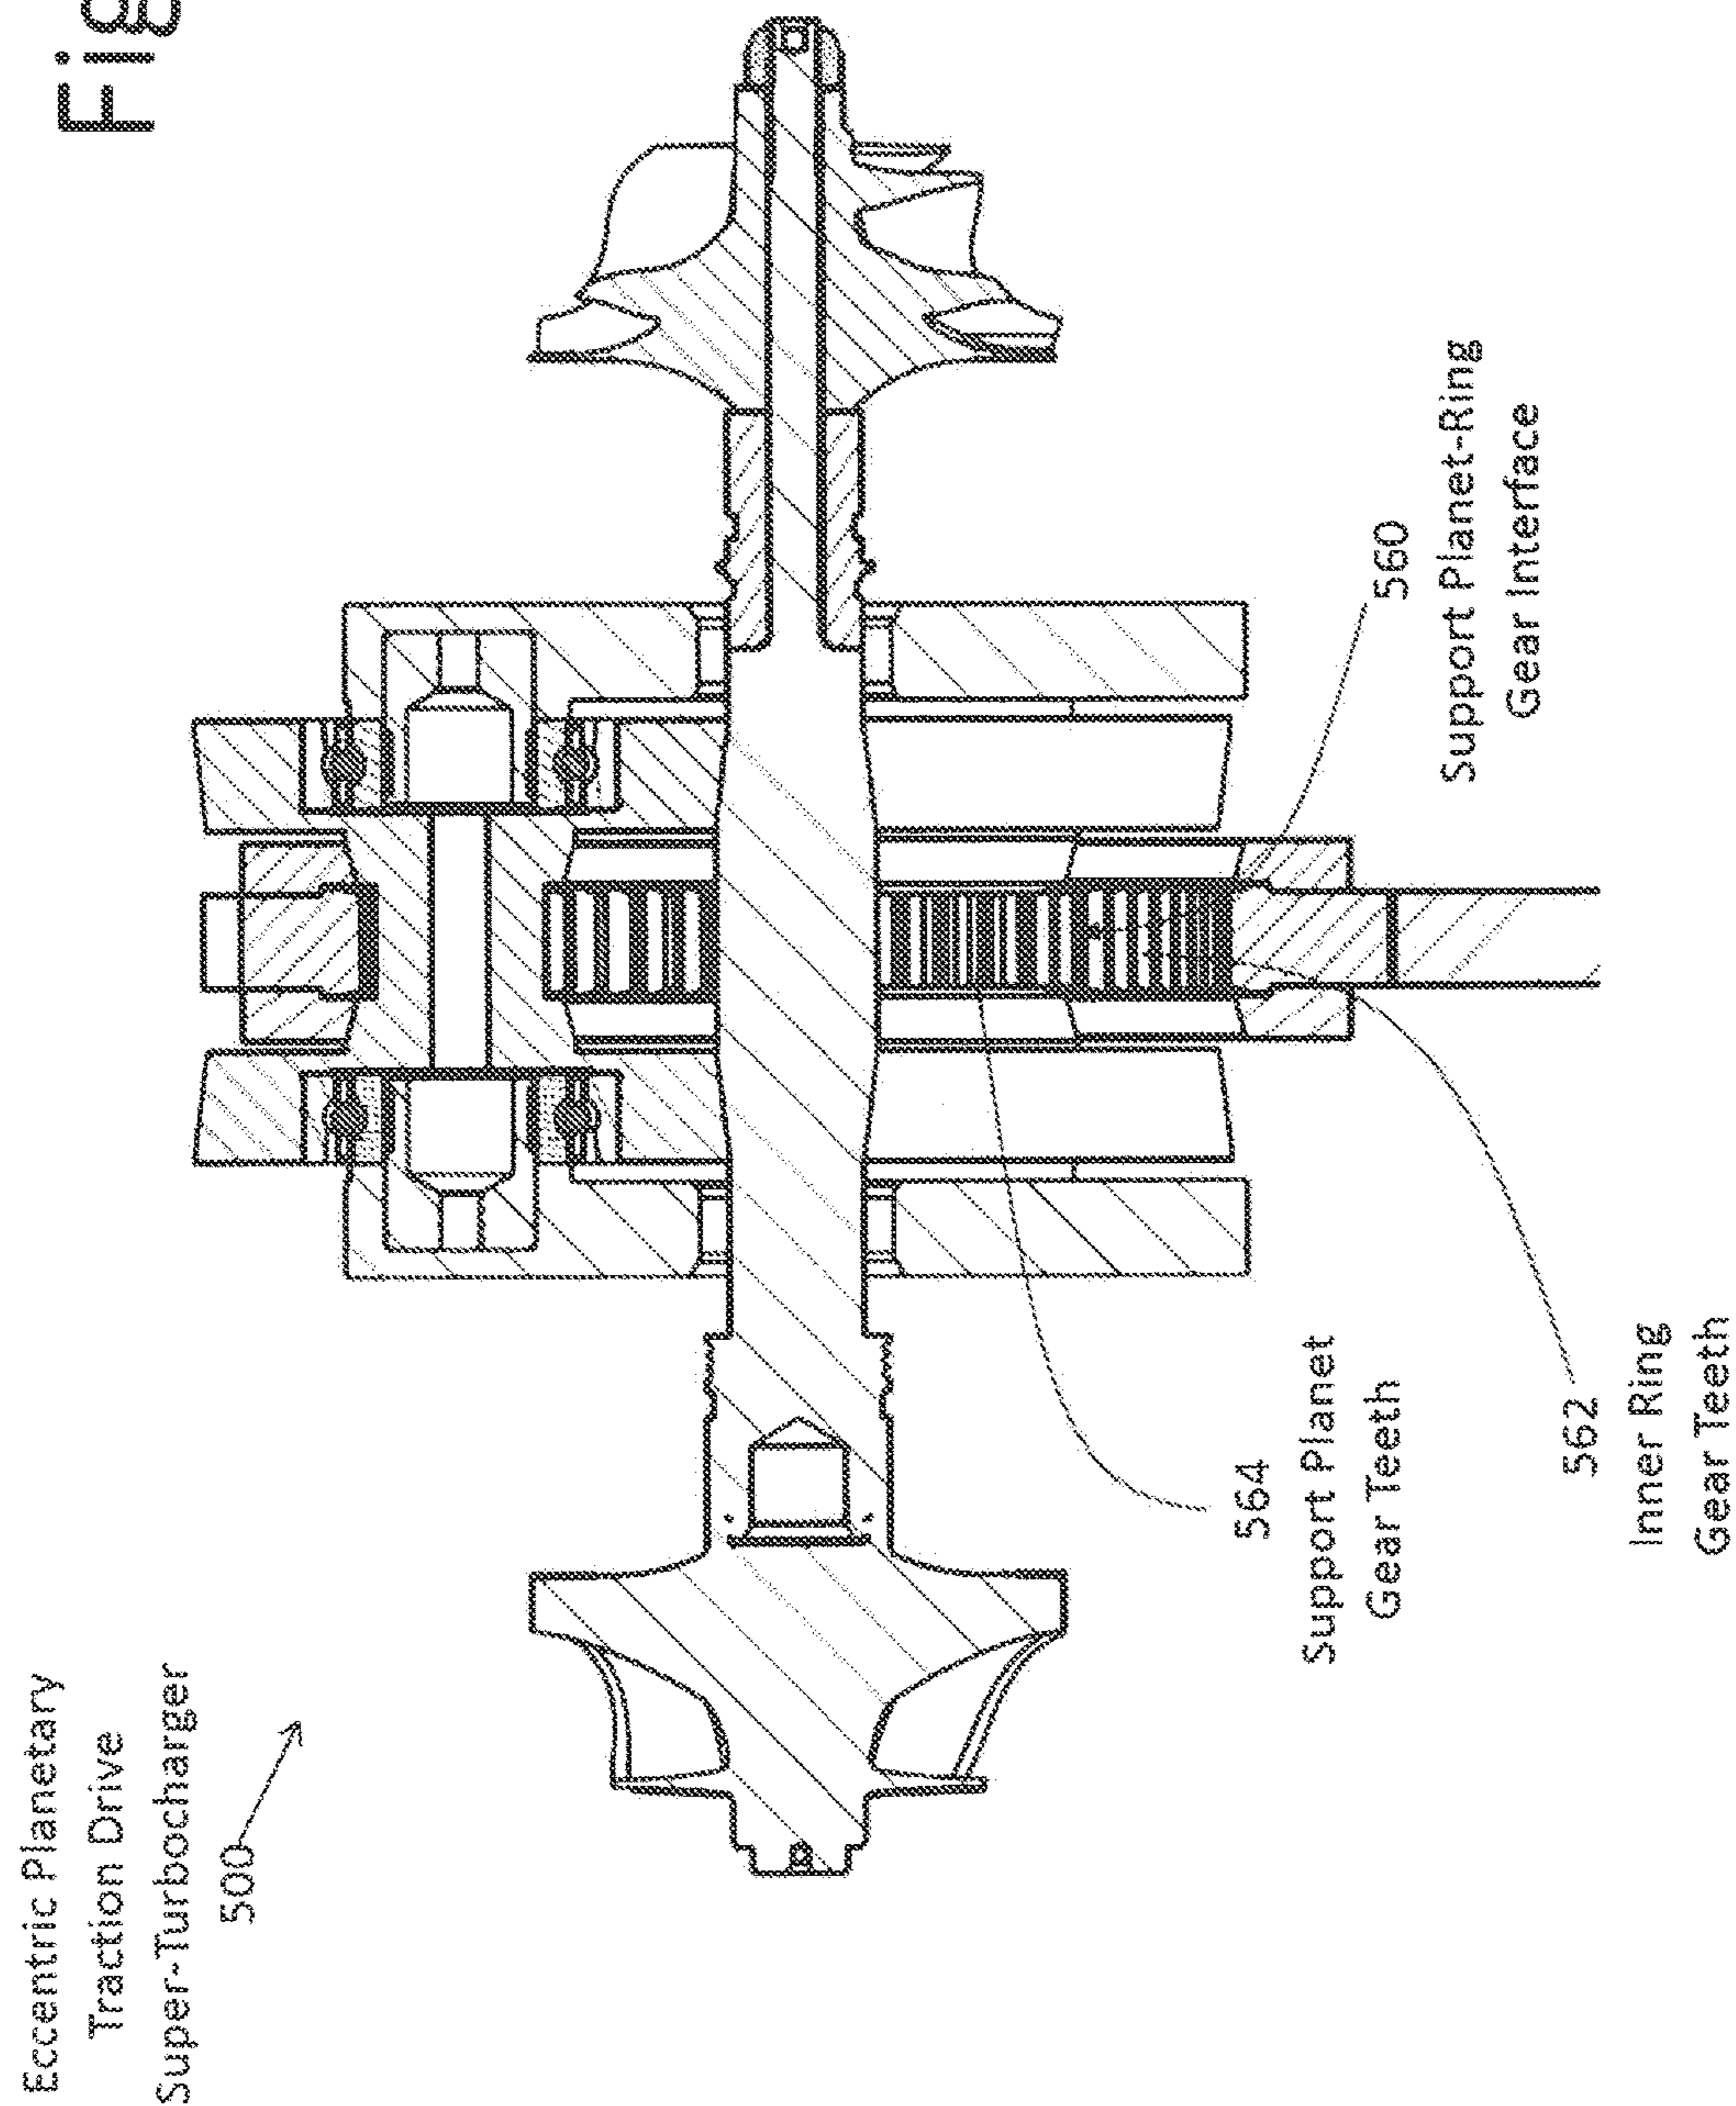 Fig
Eccentric Planetary
Traction Drive
Super-Turbocharger
500
560
Support Planet-Ring
Gear Interface
564
Support Planet
Gear Teeth
562
Inner Ring
Gear Teeth